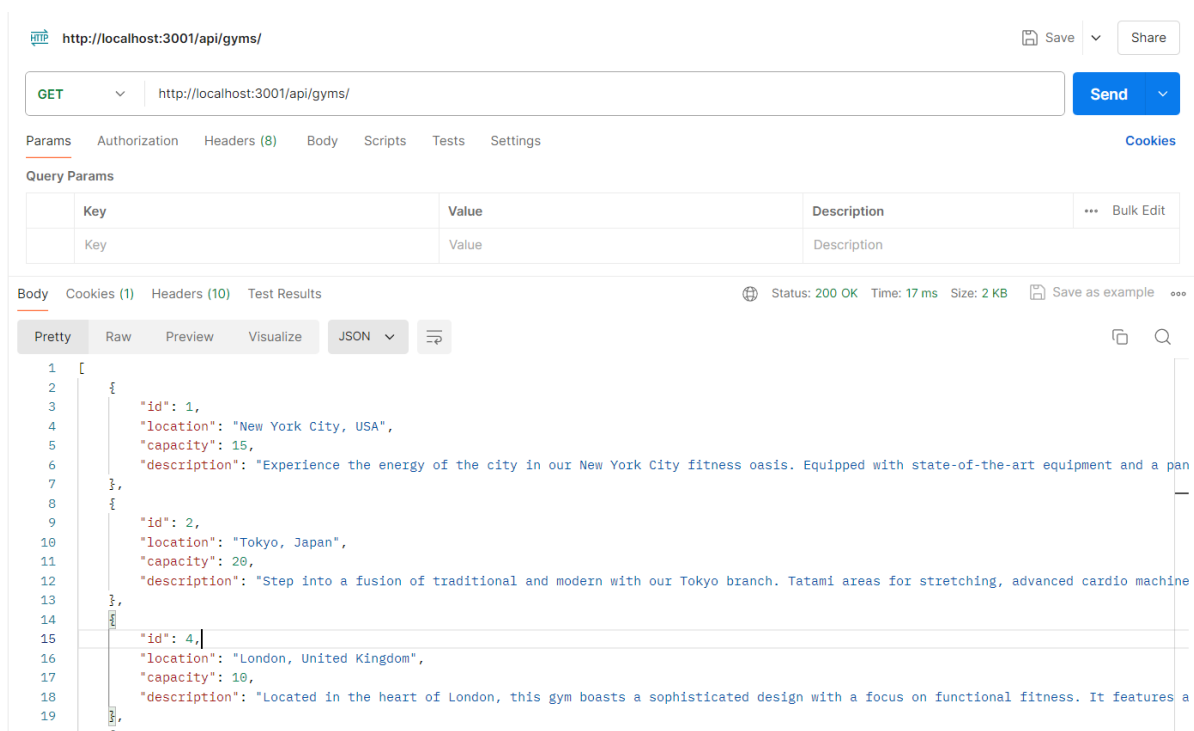 HTTP http://localhost:3001/api/gyms/ Save Share
GET http://localhost:3001/api/gyms/ Send
Params Authorization Headers (8) Body Scripts Tests Settings Cookies
Query Params
Key Value Description ••• Bulk Edit
Key Value Description
Body Cookies (1) Headers (10) Test Results Status: 200 OK Time: 17 ms Size: 2 KB Save as example
Pretty Raw Preview Visualize JSON
1 [
2 {
3 "id": 1,
4 "location": "New York City, USA",
5 "capacity": 15,
6 "description": "Experience the energy of the city in our New York City fitness oasis. Equipped with state-of-the-art equipment and a pan
7 },
8 {
9 "id": 2,
10 "location": "Tokyo, Japan",
11 "capacity": 20,
12 "description": "Step into a fusion of traditional and modern with our Tokyo branch. Tatami areas for stretching, advanced cardio machine
13 },
14 {
15 "id": 4,
16 "location": "London, United Kingdom",
17 "capacity": 10,
18 "description": "Located in the heart of London, this gym boasts a sophisticated design with a focus on functional fitness. It features a
19 },